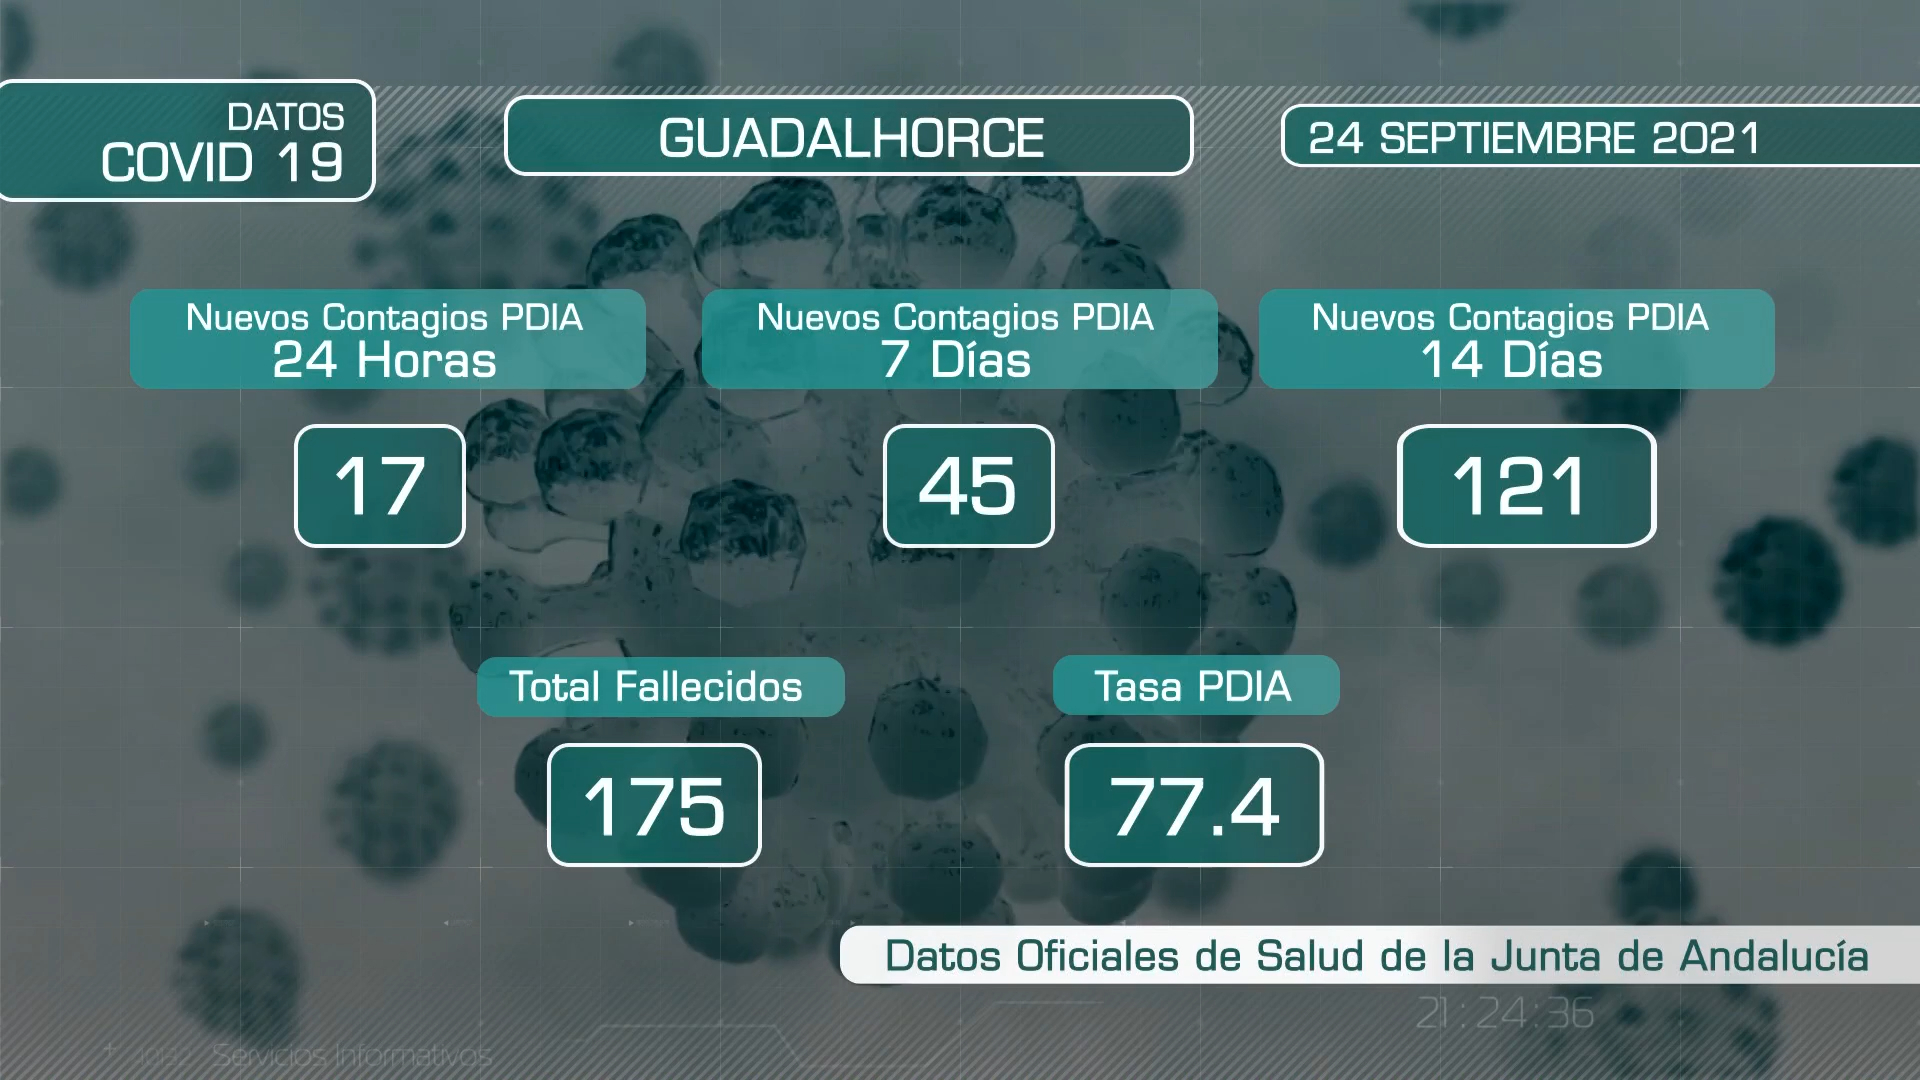 DATOS
COVID 19
GUADALHORCE
24 SEPTIEMBRE 2021
Nuevos Contagios PDIA
24 Horas
Nuevos Contagios PDIA
7 Días
Nuevos Contagios PDIA
14 Días
17
45
121
Total Fallecidos
Tasa PDIA
175
77.4
Datos Oficiales de Salud de la Junta de Andalucía
21:24:36
Servicios Informativos